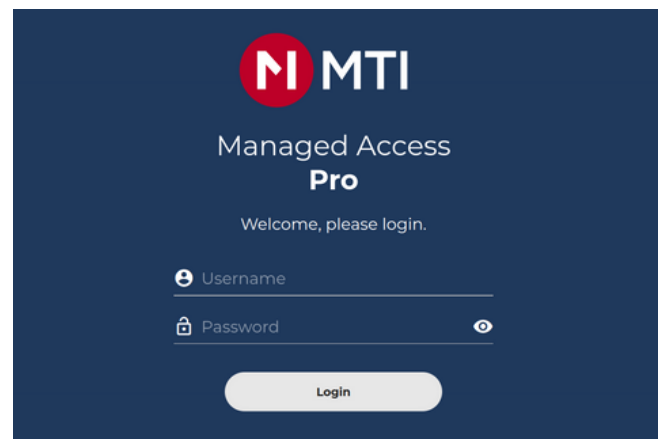 MTI
Managed Access
Pro
Welcome, please login.
Username
Password
Login